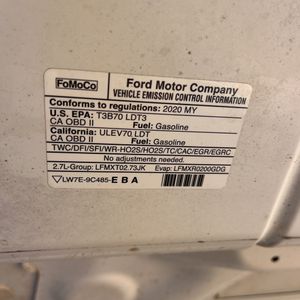 FoMoCo
Ford Motor Company
VEHICLE EMISSION CONTROL INFORMATION
Conforms to regulations: 2020 MY
U.S. EPA: T3B70 LDT3
CA OBD II Fuel: Gasoline
California: ULEV70 LDT
CA OBD II Fuel: Gasoline
TWC/DFI/SFI/WR-HO2S/HO2S/TC/CAC/EGR/EGRC
No adjustments needed.
2.7L-Group: LFMXT02.73JK Evap: LFMXR0200GDG
LW7E-9C485-EBA